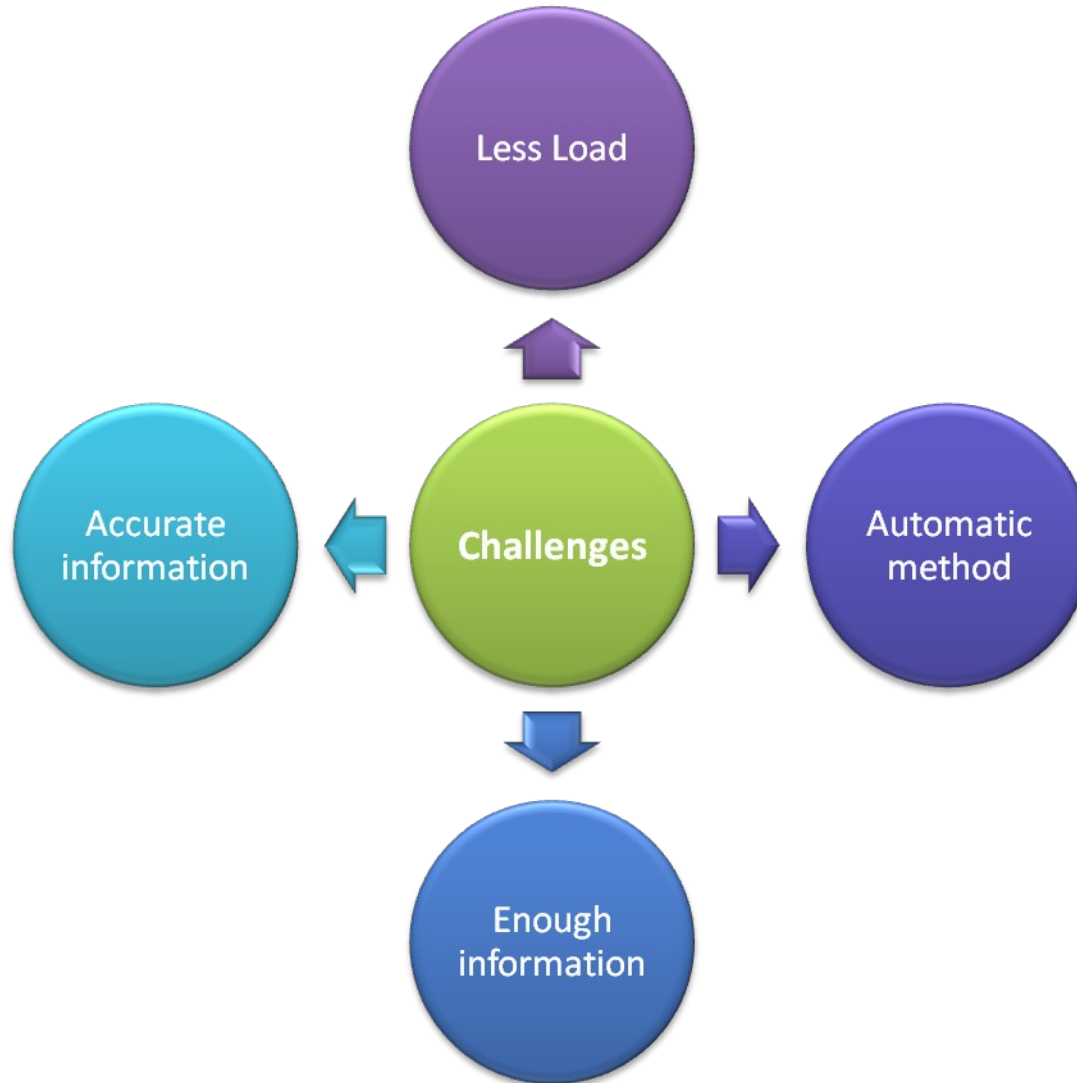 Less Load
Accurate
information
Challenges
Automatic
method
Enough
information